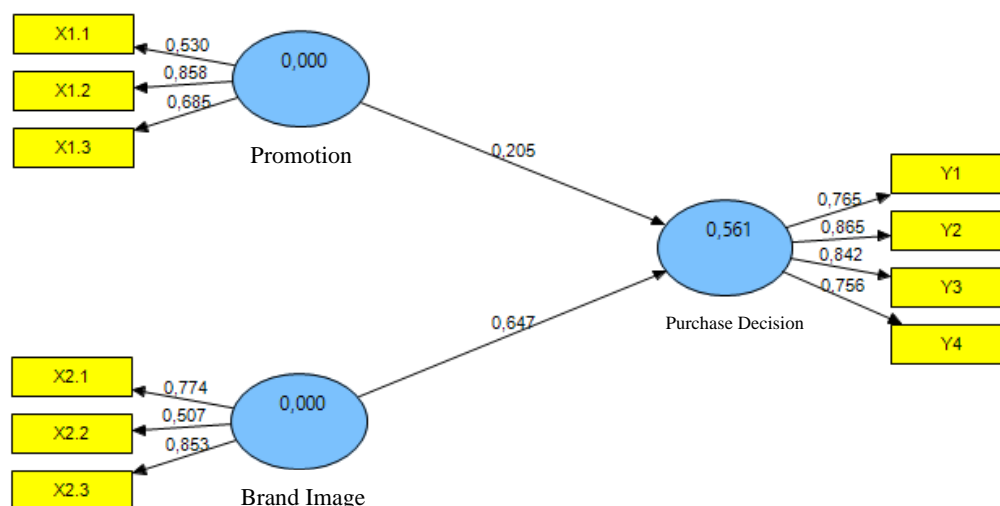 X1.1
0,530
0,000
X1.2
0,858
0,685
X1.3
Promotion
0,205
Y1
0,765
0,561
0,865
Y2
0,842
Y3
0,756
0,647
Purchase Decision
Y4
X2.1
0,774
0,000
0,507
X2.2
0,853
X2.3
Brand Image